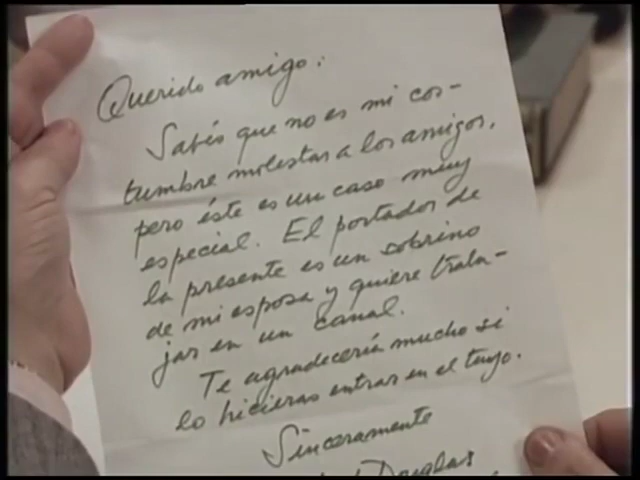 Querido amigo:
Sabés que no es mi cos-
tumbre molestar a los amigos,
pero éste es un caso muy
especial. El portador de
la presente es un sobrino
de mi esposa y quiere traba-
jar en un canal.
Te agradecería mucho si
lo hicieras entrar en el tuyo.
Sinceramente
Douglas